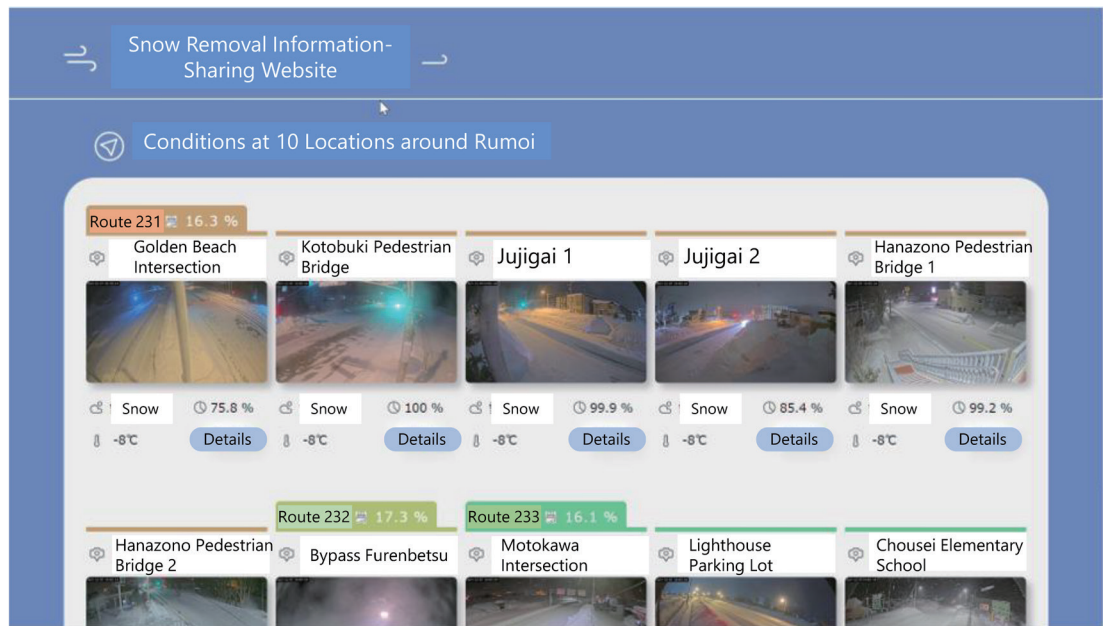 Snow Removal Information-
Sharing Website
Conditions at 10 Locations around Rumoi
Route 231 16.3 %
Golden Beach
Intersection
Kotobuki Pedestrian
Bridge
Jujigai 1
Jujigai 2
Hanazono Pedestrian
Bridge 1
Snow 75.8 %
Snow 100 %
Snow 99.9 %
Snow 85.4 %
Snow 99.2 %
-8℃ Details
-8℃ Details
-8℃ Details
-8℃ Details
-8℃ Details
Route 232 17.3 %
Route 233 16.1 %
Hanazono Pedestrian
Bridge 2
Bypass Furenbetsu
Motokawa
Intersection
Lighthouse
Parking Lot
Chousei Elementary
School